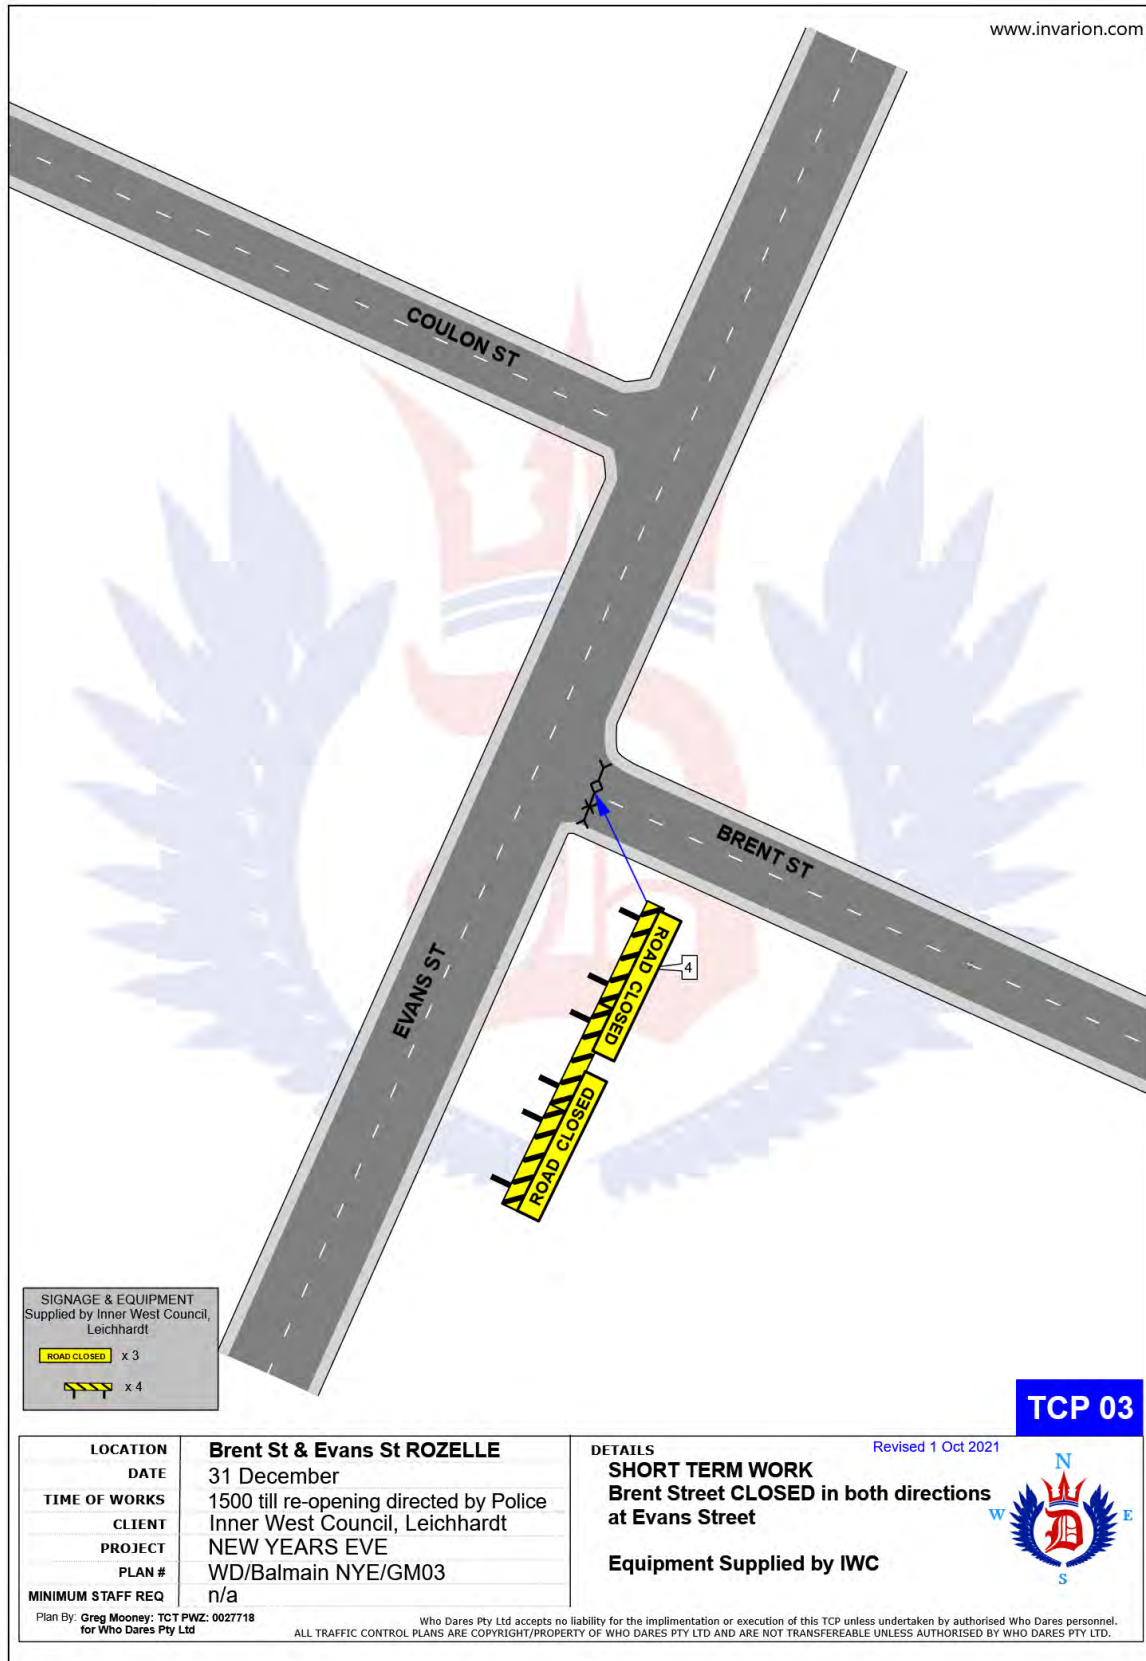 www.invarion.com
COULON ST
BRENT ST
EVANS ST
ROAD CLOSED
4
ROAD CLOSED
SIGNAGE & EQUIPMENT
Supplied by Inner West Council,
Leichhardt
ROAD CLOSED x 3
x 4
TCP 03
LOCATION Brent St & Evans St ROZELLE
DATE 31 December
TIME OF WORKS 1500 till re-opening directed by Police
CLIENT Inner West Council, Leichhardt
PROJECT NEW YEARS EVE
PLAN # WD/Balmain NYE/GM03
MINIMUM STAFF REQ n/a
DETAILS
Revised 1 Oct 2021
SHORT TERM WORK
Brent Street CLOSED in both directions
at Evans Street
Equipment Supplied by IWC
N
W D E
S
Plan By: Greg Mooney: TCT PWZ: 0027718
for Who Dares Pty Ltd
Who Dares Pty Ltd accepts no liability for the implimentation or execution of this TCP unless undertaken by authorised Who Dares personnel.
ALL TRAFFIC CONTROL PLANS ARE COPYRIGHT/PROPERTY OF WHO DARES PTY LTD AND ARE NOT TRANSFEREABLE UNLESS AUTHORISED BY WHO DARES PTY LTD.